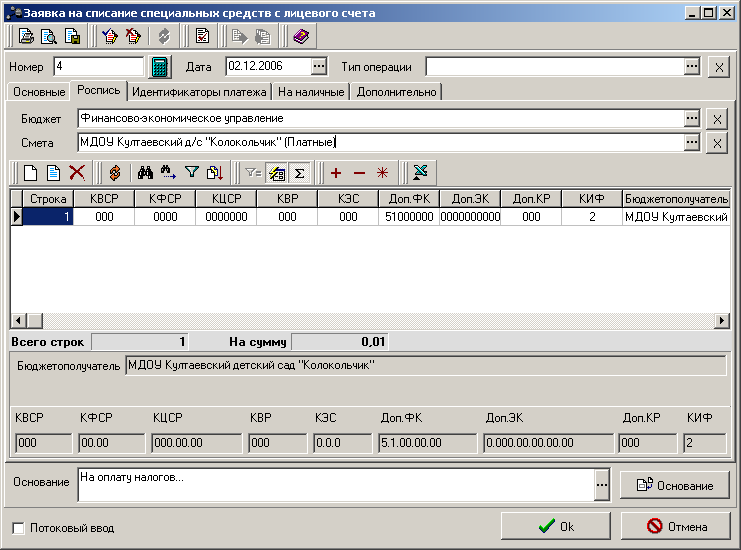 Заявка на списание специальных средств с лицевого счета
Номер 4 Дата 02.12.2006 ... Тип операции ... X
Основные Роспись Идентификаторы платежа На наличные Дополнительно
Бюджет Финансово-экономическое управление ... X
Смета МДОУ Култаевский д/с "Колокольчик" (Платные) ... X
Строка КВСР КФСР КЦСР КВР КЭС Доп.ФК Доп.ЭК Доп.КР КИФ Бюджетополучатель
1 000 0000 0000000 000 000 51000000 0000000000 000 2 МДОУ Култаевский
Всего строк 1 На сумму 0,01
Бюджетополучатель МДОУ Култаевский детский сад "Колокольчик"
КВСР КФСР КЦСР КВР КЭС Доп.ФК Доп.ЭК Доп.КР КИФ
000 00.00 000.00.00 000 0.0.0 5.1.00.00.00 0.000.00.00.00.00 000 2
Основание На оплату налогов... ... Основание
Потоковый ввод Ok Отмена